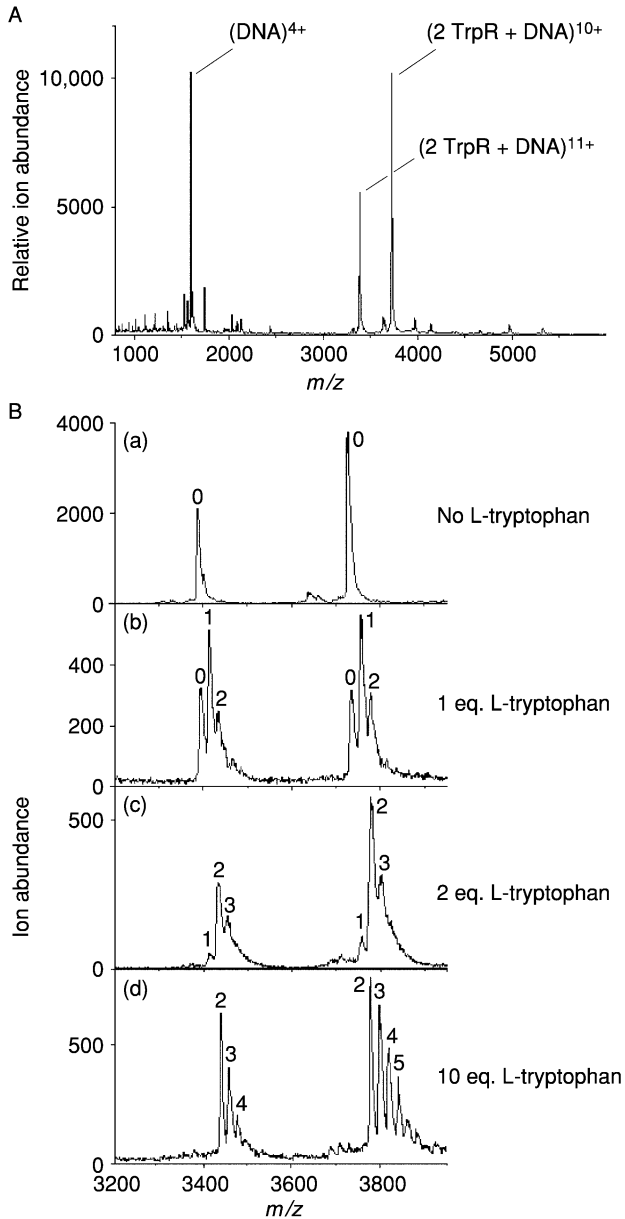 A
(DNA)4+
(2 TrpR + DNA)10+
(2 TrpR + DNA)11+
Relative ion abundance
10,000
5000
0
1000 2000 3000 4000 5000
m/z
B
Ion abundance
(a)
4000
2000
0
0 0
No L-tryptophan
(b)
400
200
0
0 1 2 0 1 2
1 eq. L-tryptophan
(c)
500
0
1 2 3 1 2 3
2 eq. L-tryptophan
(d)
500
0
2 3 4 2 3 4 5
10 eq. L-tryptophan
3200 3400 3600 3800
m/z